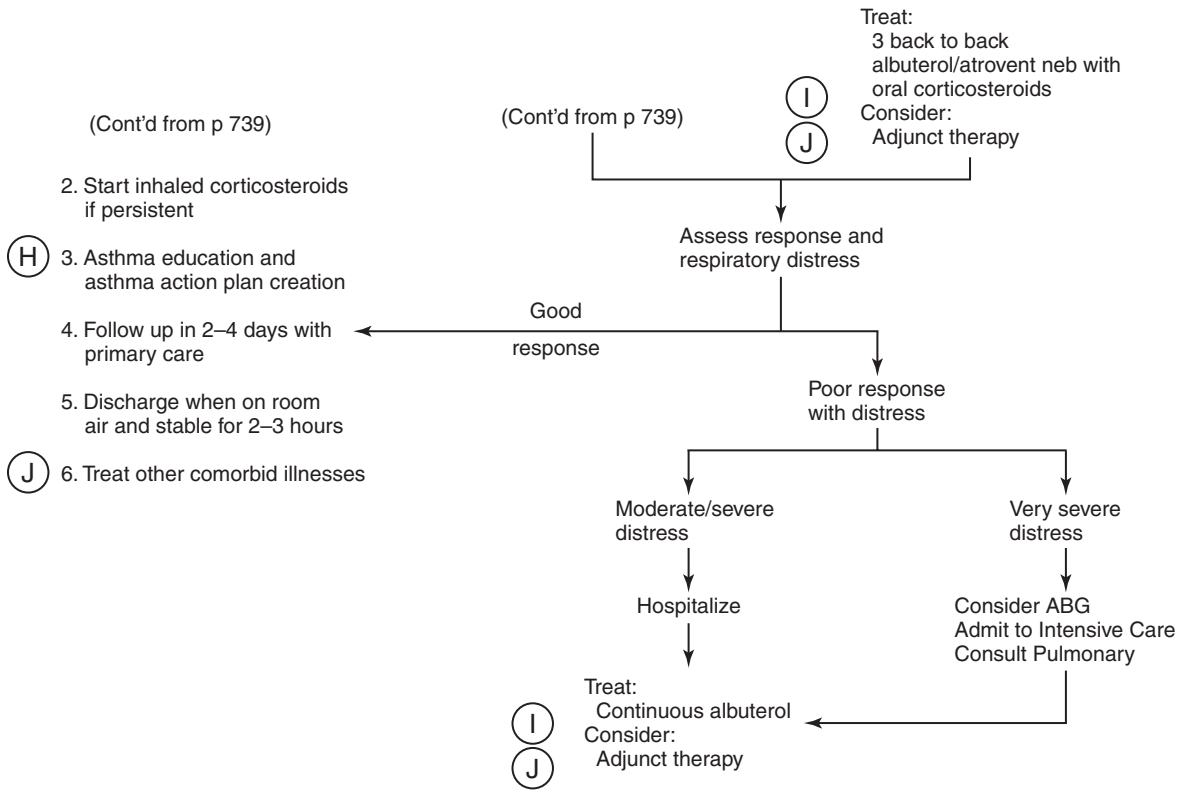 (Cont'd from p 739)
2. Start inhaled corticosteroids
if persistent
H
3. Asthma education and
asthma action plan creation
4. Follow up in 2–4 days with
primary care
5. Discharge when on room
air and stable for 2–3 hours
J
6. Treat other comorbid illnesses
(Cont'd from p 739)
I
J
Treat:
3 back to back
albuterol/atrovent neb with
oral corticosteroids
Consider:
Adjunct therapy
Assess response and
respiratory distress
Good
response
Poor response
with distress
Moderate/severe
distress
Hospitalize
Very severe
distress
Consider ABG
Admit to Intensive Care
Consult Pulmonary
I
J
Treat:
Continuous albuterol
Consider:
Adjunct therapy